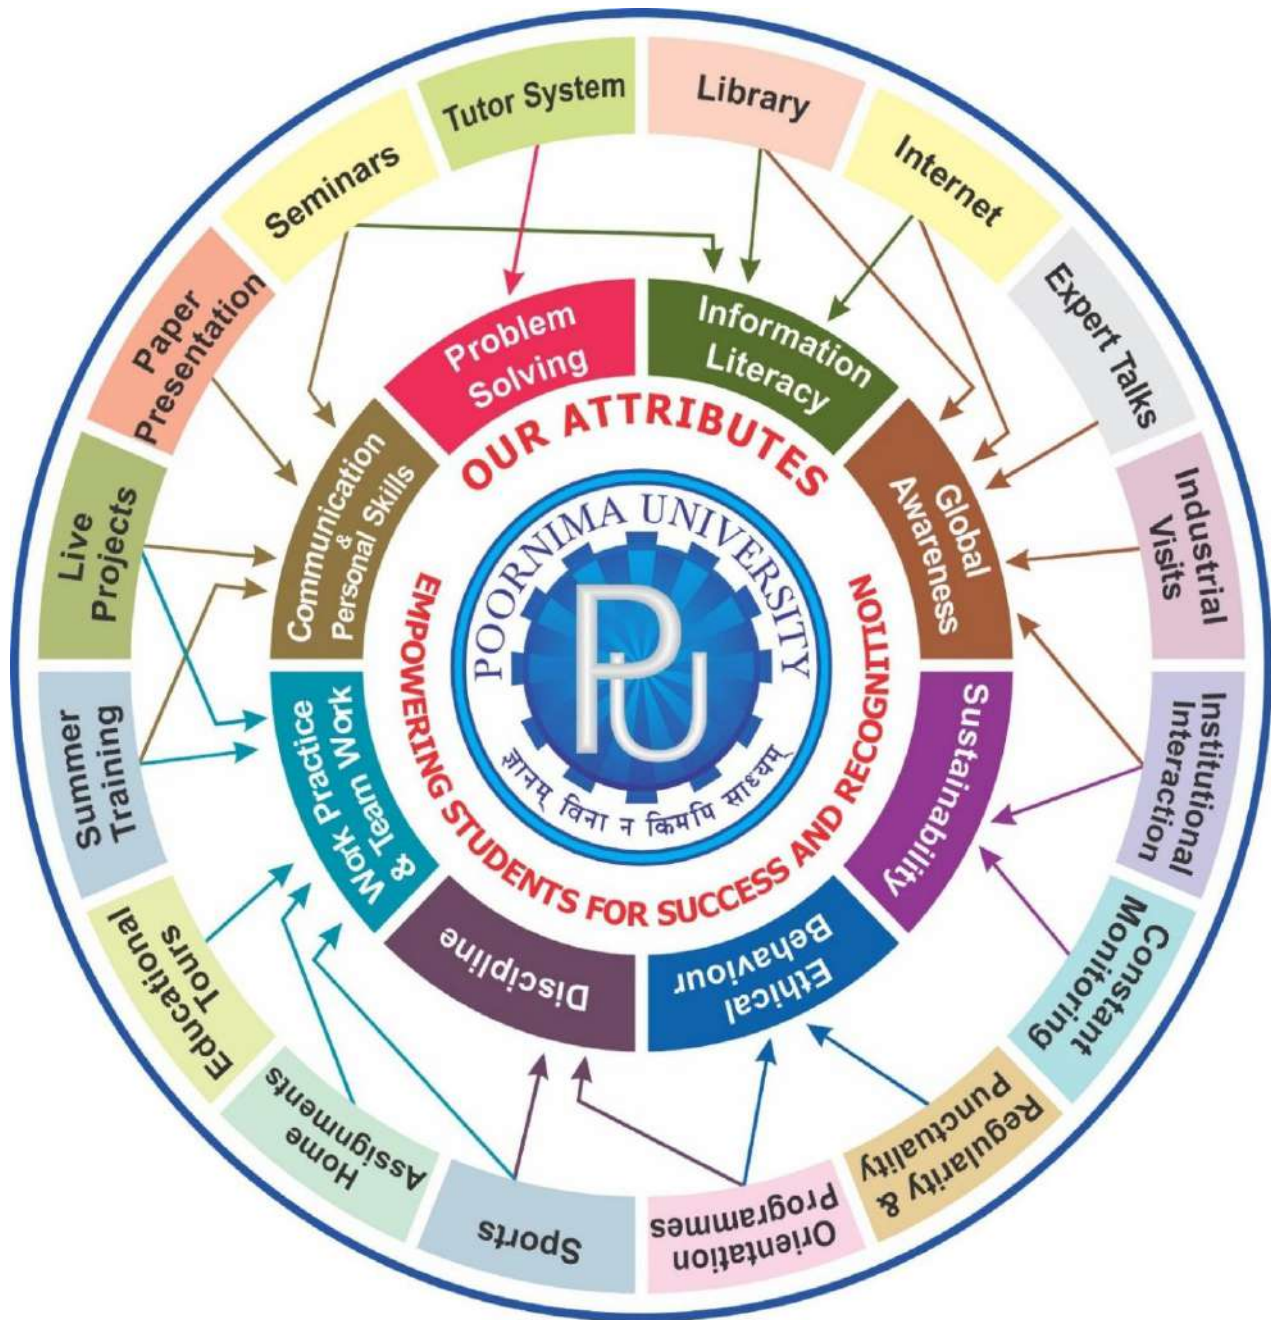 Tutor System
Library
Internet
Expert Talks
Industrial
Visits
Institutional
Interaction
Constant
Monitoring
Regularity &
Punctuality
Orientation
Programmes
Sports
Home
Assignments
Educational
Tours
Summer
Training
Live
Projects
Paper
Presentation
Seminars
Problem
Solving
Information
Literacy
Global
Awareness
Sustainability
Ethical
Behaviour
Discipline
Work Practice
& Team Work
Communication
&
Personal Skills
OUR ATTRIBUTES
EMPOWERING STUDENTS FOR SUCCESS AND RECOGNITION
POORNIMA UNIVERSITY
PU
ज्ञानम् विना न किमपि साध्यम्